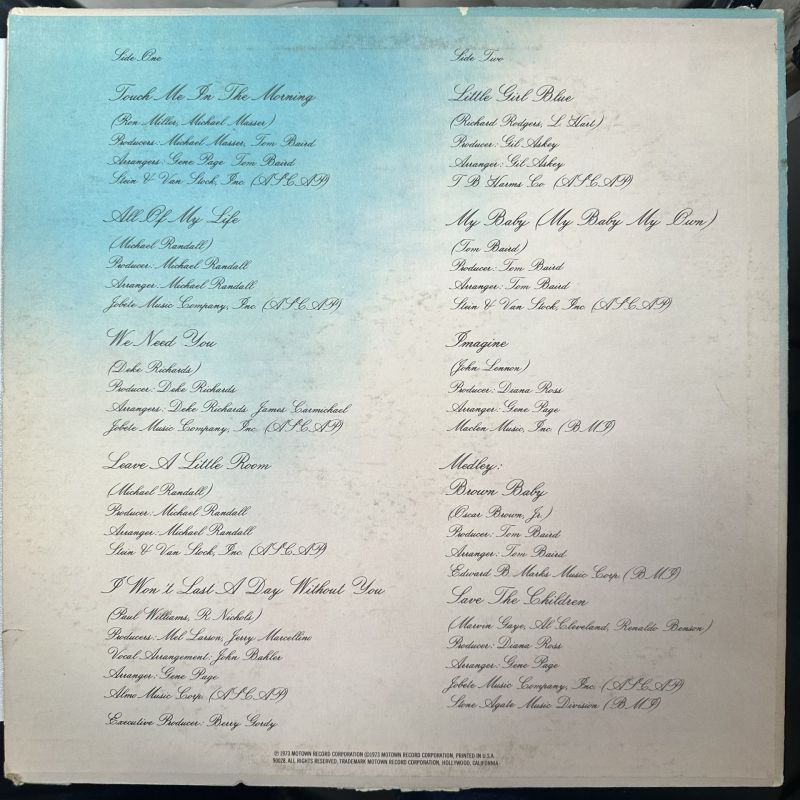 Side One
Touch Me In The Morning
(Ron Miller, Michael Masser)
Producers: Michael Masser, Tom Baird
Arrangers: Gene Page Tom Baird
Stein & Van Stock, Inc. (ASCAP)
All Of My Life
(Michael Randall)
Producer: Michael Randall
Arranger: Michael Randall
Jobete Music Company, Inc. (ASCAP)
We Need You
(Deke Richards)
Producer: Deke Richards
Arrangers: Deke Richards James Carmichael
Jobete Music Company, Inc. (ASCAP)
Leave A Little Room
(Michael Randall)
Producer: Michael Randall
Arranger: Michael Randall
Stein & Van Stock, Inc. (ASCAP)
I Won't Last A Day Without You
(Paul Williams, R. Nichols)
Producers: Mel Larson, Jerry Marcellino
Vocal Arrangement: John Bahler
Arranger: Gene Page
Almo Music Corp. (ASCAP)
Executive Producer: Berry Gordy
Side Two
Little Girl Blue
(Richard Rodgers, L. Hart)
Producer: Gil Askey
Arranger: Gil Askey
T. B. Harms Co. (ASCAP)
My Baby (My Baby My Own)
(Tom Baird)
Producer: Tom Baird
Arranger: Tom Baird
Stein & Van Stock, Inc. (ASCAP)
Imagine
(John Lennon)
Producer: Diana Ross
Arranger: Gene Page
Maclen Music, Inc. (BMI)
Medley:
Brown Baby
(Oscar Brown, Jr.)
Producer: Tom Baird
Arranger: Tom Baird
Edward B. Marks Music Corp. (BMI)
Save The Children
(Marvin Gaye, Al Cleveland, Renaldo Benson)
Producer: Diana Ross
Arranger: Gene Page
Jobete Music Company, Inc. (ASCAP)
Stone Agate Music Division (BMI)
℗ 1973 MOTOWN RECORD CORPORATION ©1973 MOTOWN RECORD CORPORATION, PRINTED IN U.S.A.
90028. ALL RIGHTS RESERVED, TRADEMARK MOTOWN RECORD CORPORATION, HOLLYWOOD, CALIFORNIA